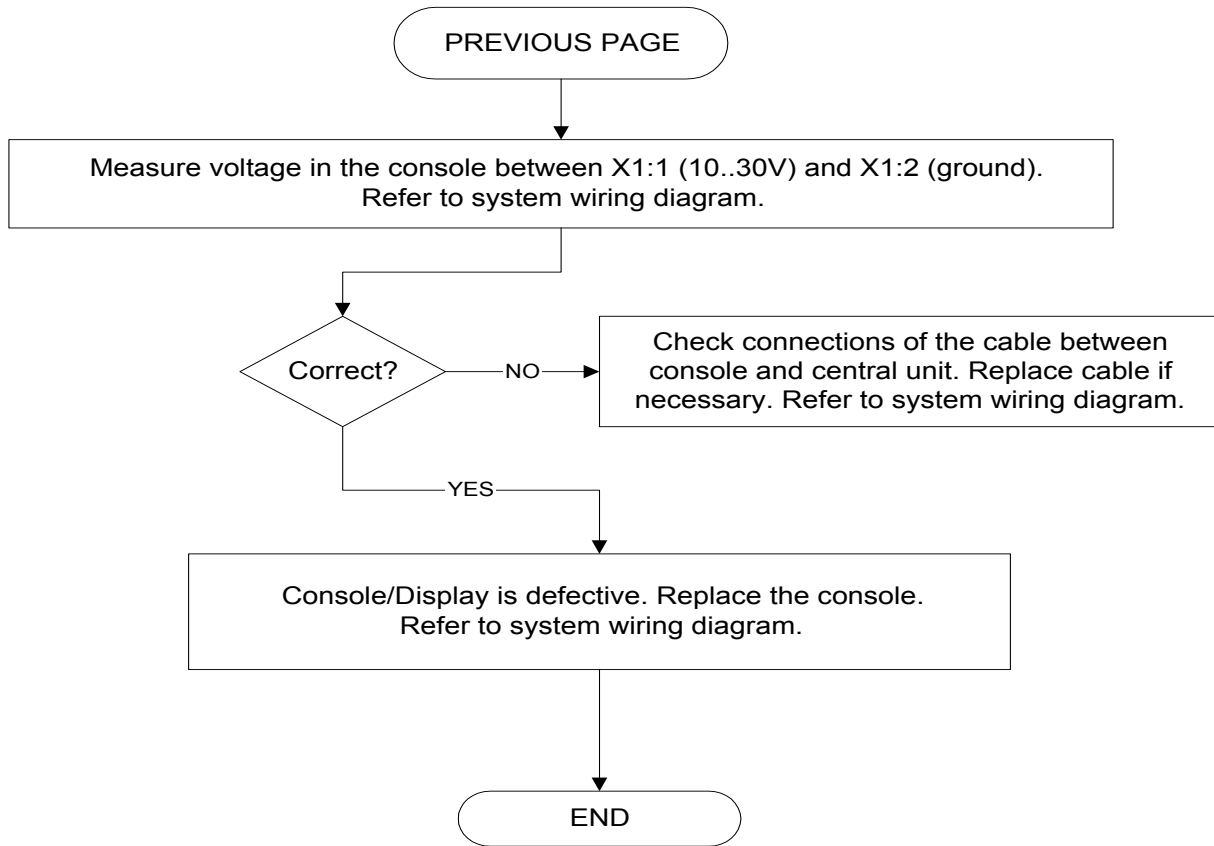 PREVIOUS PAGE
Measure voltage in the console between X1:1 (10..30V) and X1:2 (ground).
Refer to system wiring diagram.
Correct?
NO
Check connections of the cable between
console and central unit. Replace cable if
necessary. Refer to system wiring diagram.
YES
Console/Display is defective. Replace the console.
Refer to system wiring diagram.
END